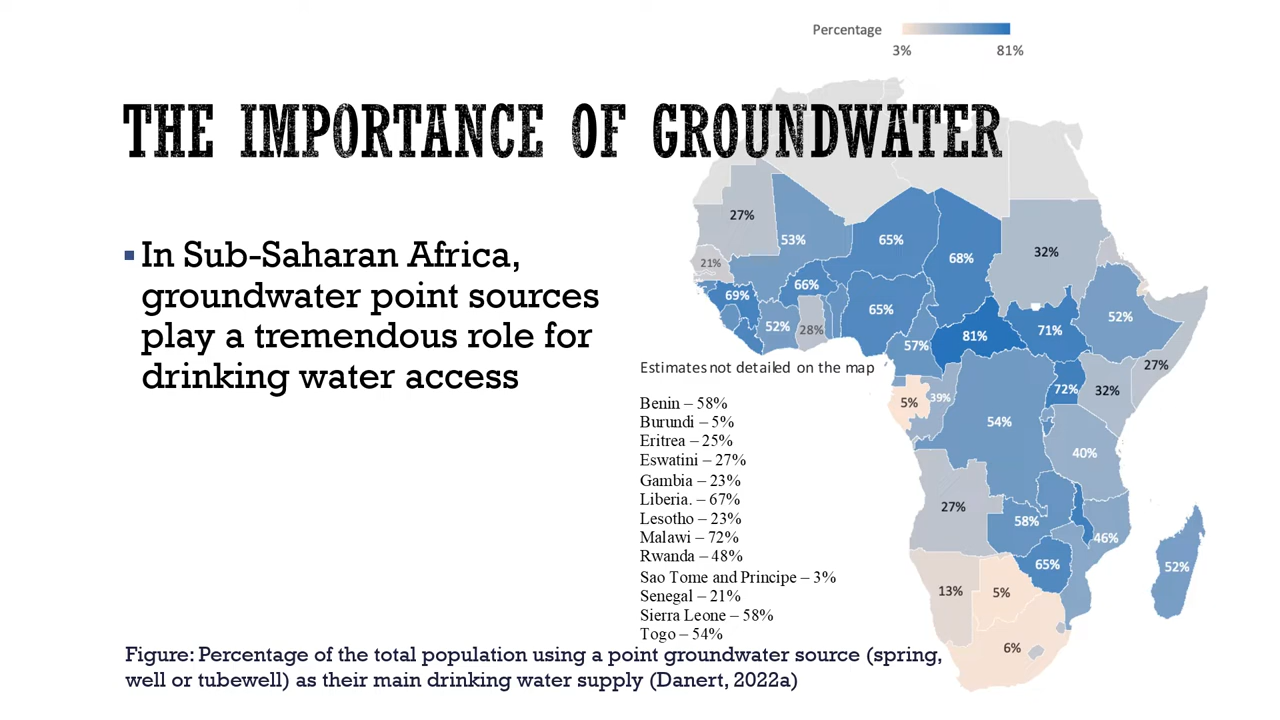 Percentage
3% 81%
THE IMPORTANCE OF GROUNDWATER
▪ In Sub-Saharan Africa,
groundwater point sources
play a tremendous role for
drinking water access
27%
53%
65%
68%
32%
21%
69%
66%
65%
52%
28%
57%
81%
71%
52%
27%
5%
39%
54%
72%
32%
40%
27%
58%
46%
65%
52%
13%
5%
6%
Estimates not detailed on the map
Benin – 58%
Burundi – 5%
Eritrea – 25%
Eswatini – 27%
Gambia – 23%
Liberia. – 67%
Lesotho – 23%
Malawi – 72%
Rwanda – 48%
Sao Tome and Principe – 3%
Senegal – 21%
Sierra Leone – 58%
Togo – 54%
Figure: Percentage of the total population using a point groundwater source (spring,
well or tubewell) as their main drinking water supply (Danert, 2022a)